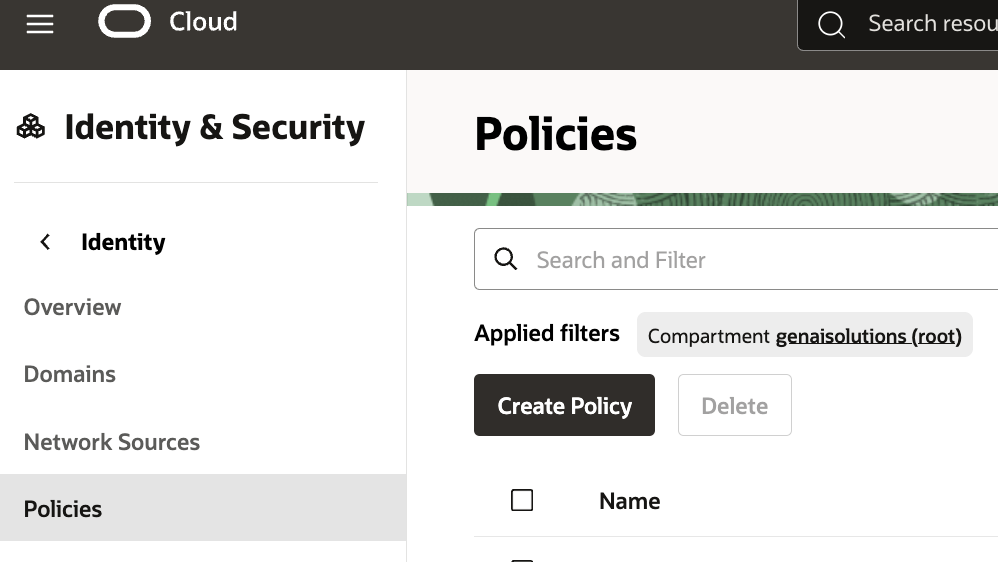 Cloud
Search resou
Identity & Security
Policies
Identity
Overview
Domains
Network Sources
Policies
Search and Filter
Applied filters
Compartment genaisolutions (root)
Create Policy
Delete
Name